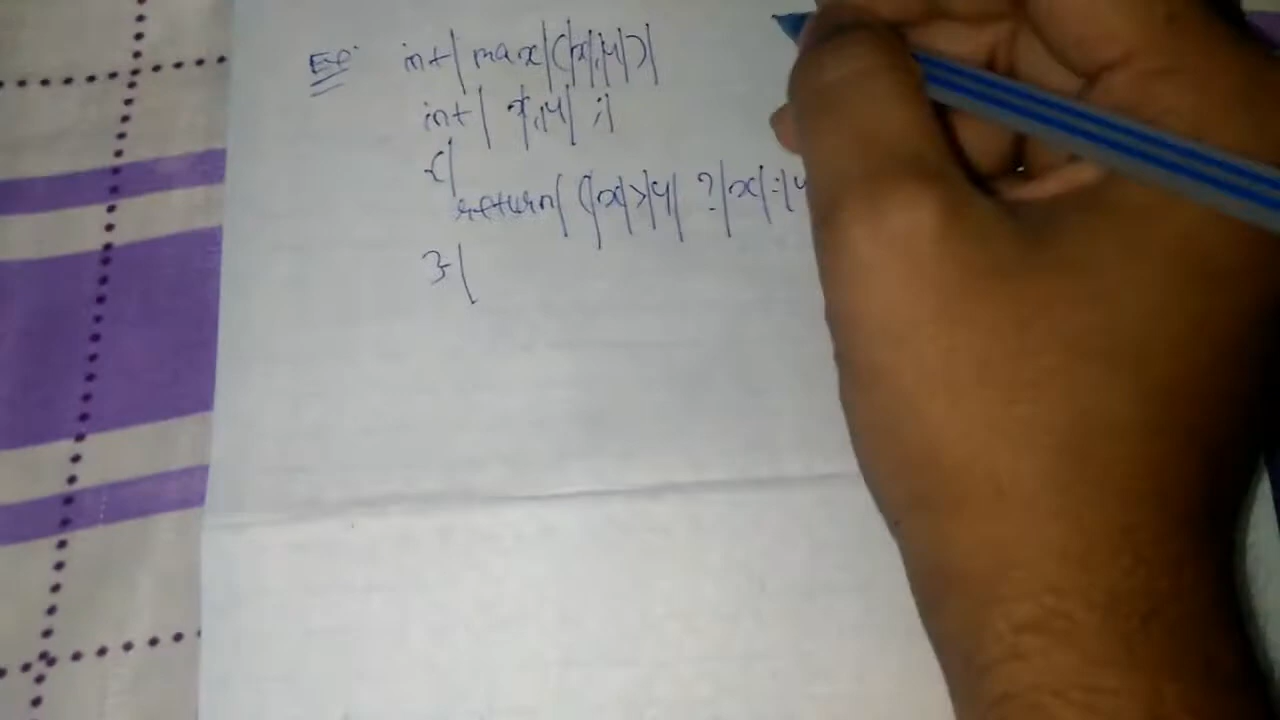 Eg:
int| max|(|x|,|y|)|
int| x|,|y| ;|
{|
return| (|x|>|y| ?|x|:|y
}|